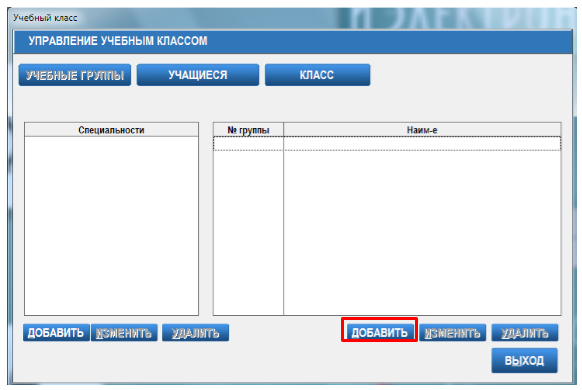 Учебный класс
УПРАВЛЕНИЕ УЧЕБНЫМ КЛАССОМ
УЧЕБНЫЕ ГРУППЫ УЧАЩИЕСЯ КЛАСС
Специальности № группы Наим-е
ДОБАВИТЬ ИЗМЕНИТЬ УДАЛИТЬ ДОБАВИТЬ ИЗМЕНИТЬ УДАЛИТЬ
ВЫХОД